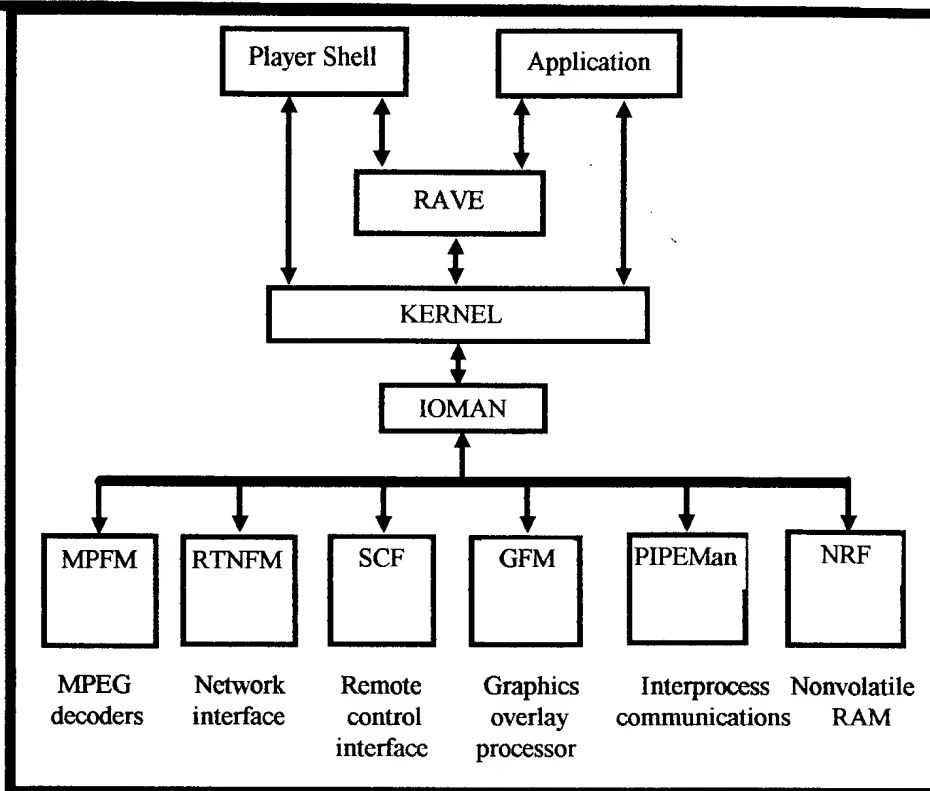 Player Shell
Application
RAVE
KERNEL
IOMAN
MPFM
RTNFM
SCF
GFM
PIPEMan
NRF
MPEG
decoders
Network
interface
Remote
control
interface
Graphics
overlay
processor
Interprocess
communications
Nonvolatile
RAM